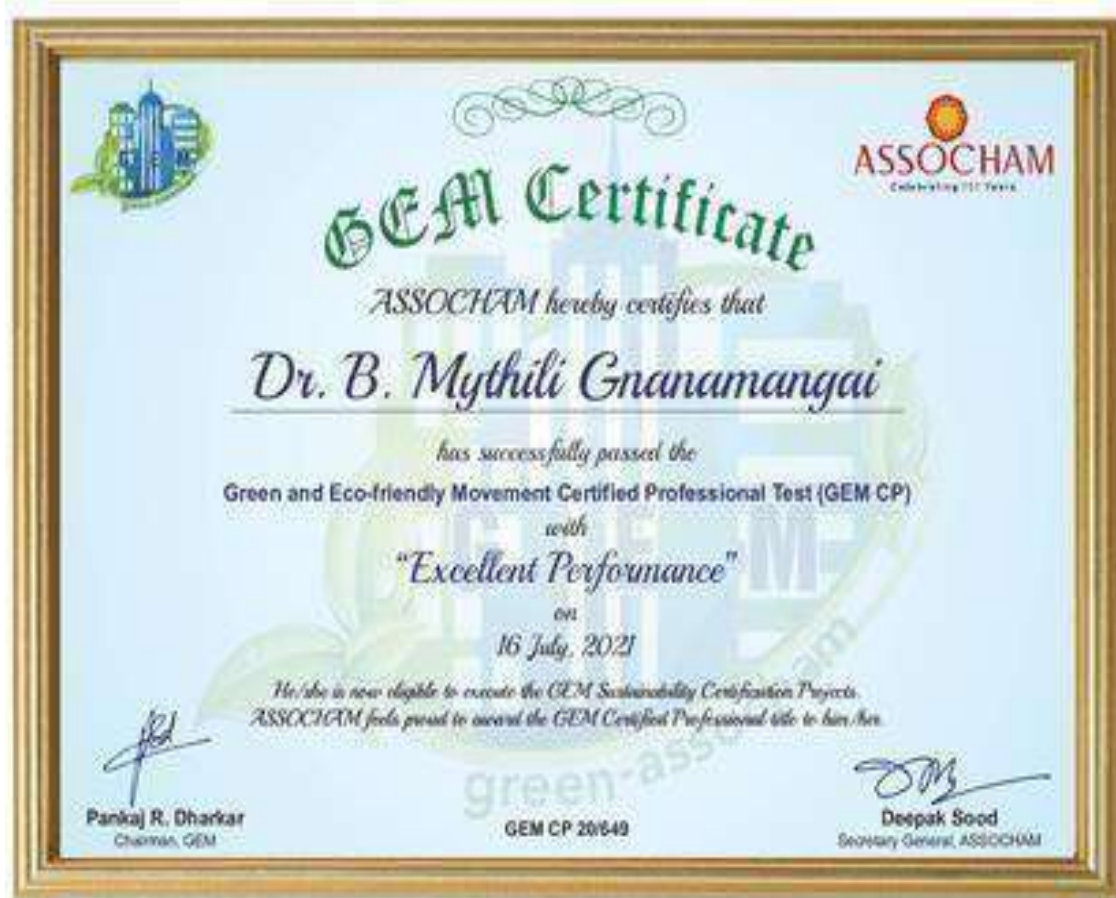 ASSOCHAM
GEM Certificate
ASSOCHAM hereby certifies that
Dr. B. Mythili Gnanamangai
has successfully passed the
Green and Eco-friendly Movement Certified Professional Test (GEM CP)
with
"Excellent Performance"
on
16 July, 2021
He/she is now eligible to execute the GEM Sustainability Certification Projects.
ASSOCHAM feels proud to award the GEM Certified Professional title to him/her.
GEM
green-assocham
Pankaj R. Dharkar
Chairman, GEM
GEM CP 20/649
Deepak Sood
Secretary General, ASSOCHAM